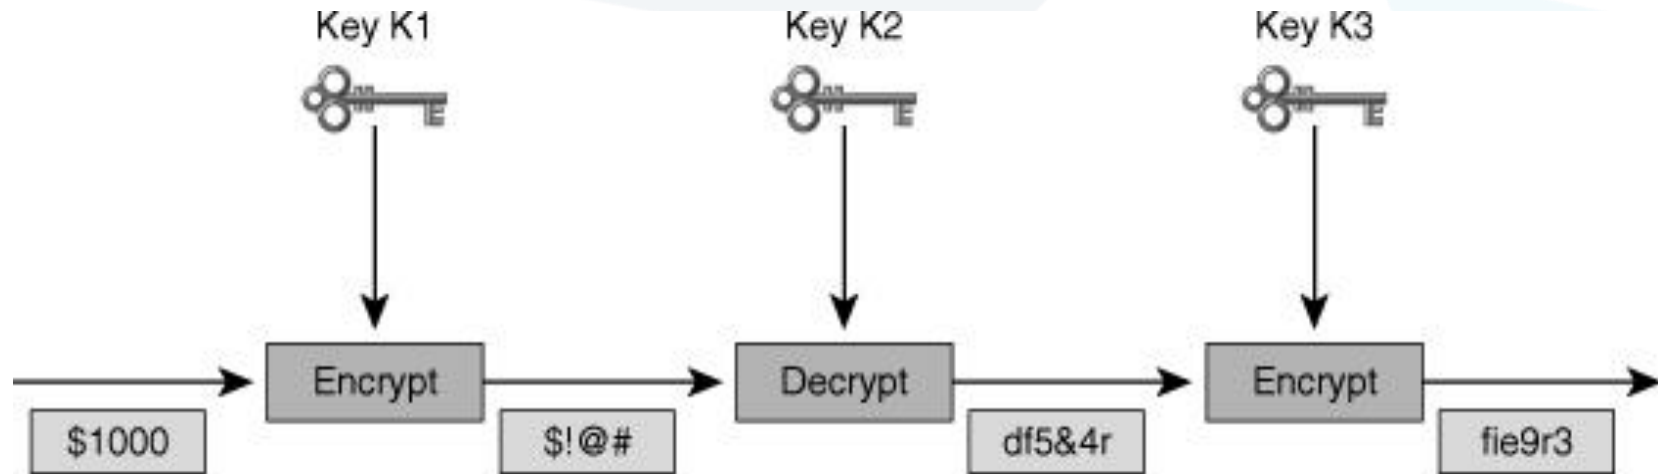 Key K1
Key K2
Key K3
Encrypt
Decrypt
Encrypt
$1000
$!@#
df5&4r
fie9r3